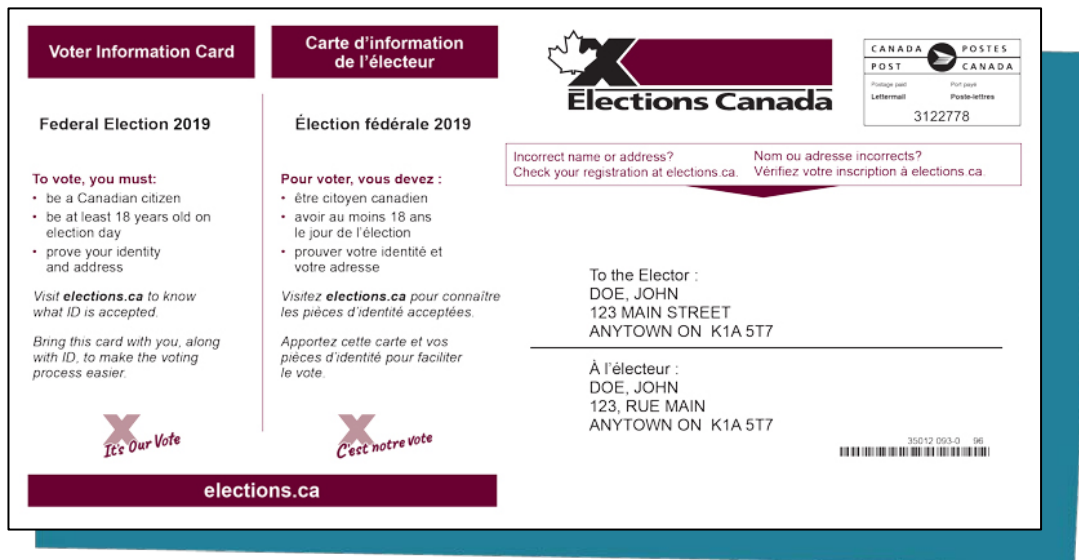 Voter Information Card
Federal Election 2019
To vote, you must:
• be a Canadian citizen
• be at least 18 years old on
election day
• prove your identity
and address
Visit elections.ca to know
what ID is accepted.
Bring this card with you, along
with ID, to make the voting
process easier.
It's Our Vote
Carte d'information
de l'électeur
Élection fédérale 2019
Pour voter, vous devez :
• être citoyen canadien
• avoir au moins 18 ans
le jour de l'élection
• prouver votre identité et
votre adresse
Visitez elections.ca pour connaître
les pièces d'identité acceptées.
Apportez cette carte et vos
pièces d'identité pour faciliter
le vote.
C'est notre vote
elections.ca
Elections Canada
CANADA POSTES
POST CANADA
Postage paid Port payé
Lettermail Poste-lettres
3122778
Incorrect name or address?
Check your registration at elections.ca.
Nom ou adresse incorrects?
Vérifiez votre inscription à elections.ca.
To the Elector :
DOE, JOHN
123 MAIN STREET
ANYTOWN ON K1A 5T7
À l'électeur :
DOE, JOHN
123, RUE MAIN
ANYTOWN ON K1A 5T7
35012 093-0 96